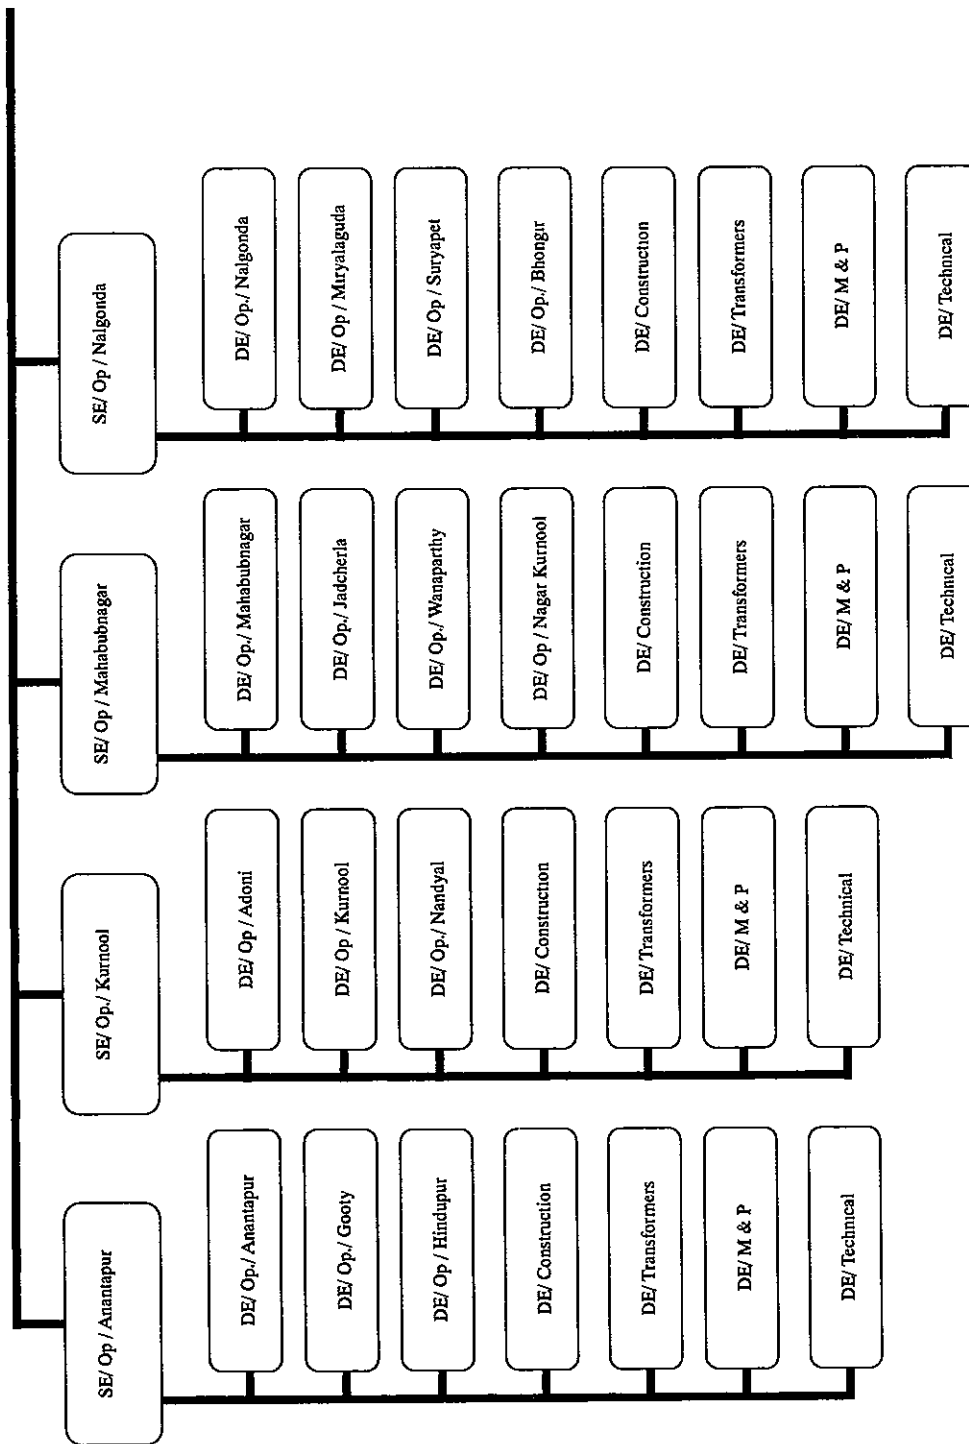 SE/ Op / Anantapur
DE/ Op./ Anantapur
DE/ Op./ Gooty
DE/ Op / Hindupur
DE/ Construction
DE/ Transformers
DE/ M & P
DE/ Technical
SE/ Op./ Kurnool
DE/ Op / Adoni
DE/ Op / Kurnool
DE/ Op./ Nandyal
DE/ Construction
DE/ Transformers
DE/ M & P
DE/ Technical
SE/ Op / Mahabubnagar
DE/ Op./ Mahabubnagar
DE/ Op./ Jadcherla
DE/ Op./ Wanaparthy
DE/ Op / Nagar Kurnool
DE/ Construction
DE/ Transformers
DE/ M & P
DE/ Technical
SE/ Op / Nalgonda
DE/ Op./ Nalgonda
DE/ Op / Miryalaguda
DE/ Op / Suryapet
DE/ Op./ Bhongir
DE/ Construction
DE/ Transformers
DE/ M & P
DE/ Technical